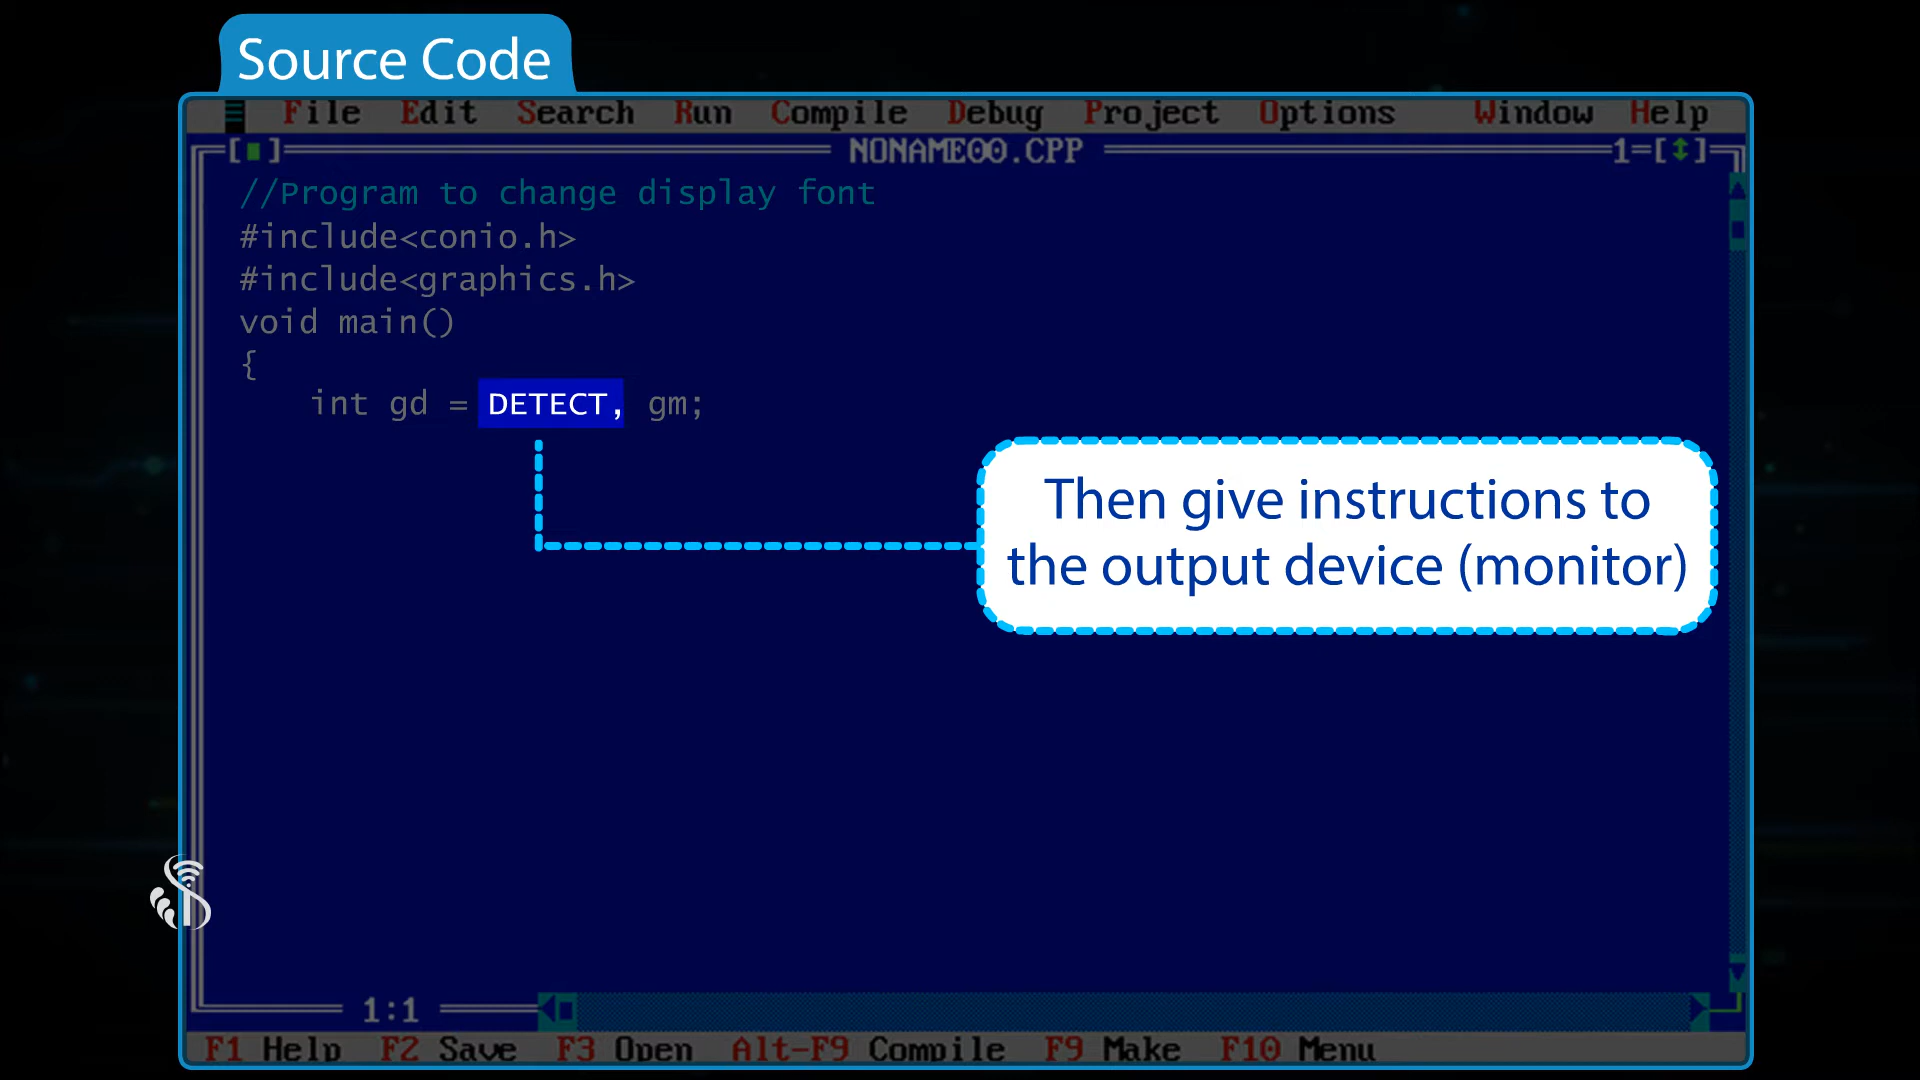 Source Code
File Edit Search Run Compile Debug Project Options Window Help
[■] NONAME00.CPP 1=[↕]
//Program to change display font
#include<conio.h>
#include<graphics.h>
void main()
{
int gd = DETECT, gm;
Then give instructions to
the output device (monitor)
1:1
F1 Help F2 Save F3 Open Alt-F9 Compile F9 Make F10 Menu